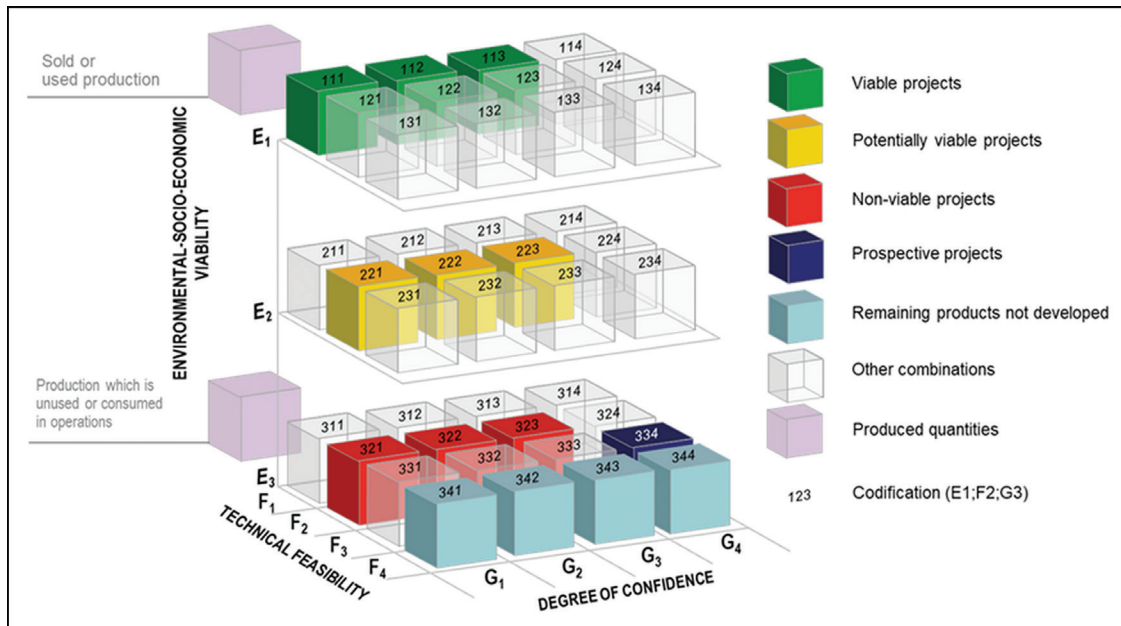 Sold or
used production
ENVIRONMENTAL-SOCIO-ECONOMIC
VIABILITY
Production which is
unused or consumed
in operations
E1
111
112
113
114
121
122
123
124
131
132
133
134
E2
211
212
213
214
221
222
223
224
231
232
233
234
E3
311
312
313
314
321
322
323
324
331
332
333
334
341
342
343
344
F1
F2
F3
F4
TECHNICAL FEASIBILITY
G1
G2
G3
G4
DEGREE OF CONFIDENCE
Viable projects
Potentially viable projects
Non-viable projects
Prospective projects
Remaining products not developed
Other combinations
Produced quantities
123 Codification (E1;F2;G3)